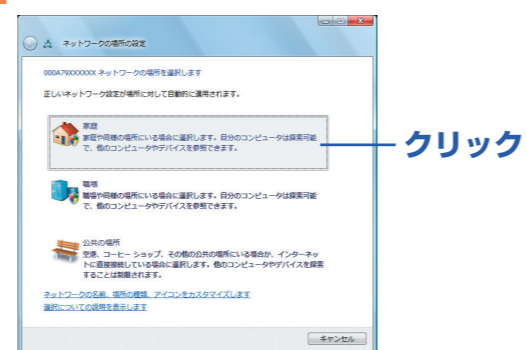 ネットワークの場所の設定
000A79XXXXXX ネットワークの場所を選択します
正しいネットワーク設定が場所に対して自動的に適用されます。
家庭
家庭や同様の場所にいる場合に選択します。自分のコンピュータは探索可能
で、他のコンピュータやデバイスを参照できます。
クリック
職場
職場や同様の場所にいる場合に選択します。自分のコンピュータは探索可能
で、他のコンピュータやデバイスを参照できます。
公共の場所
空港、コーヒー ショップ、その他の公共の場所にいる場合か、インターネッ
トに直接接続している場合に選択します。他のコンピュータやデバイスを探索
することは制限されます。
ネットワークの名前、場所の種類、アイコンをカスタマイズします
選択についての説明を表示します
キャンセル